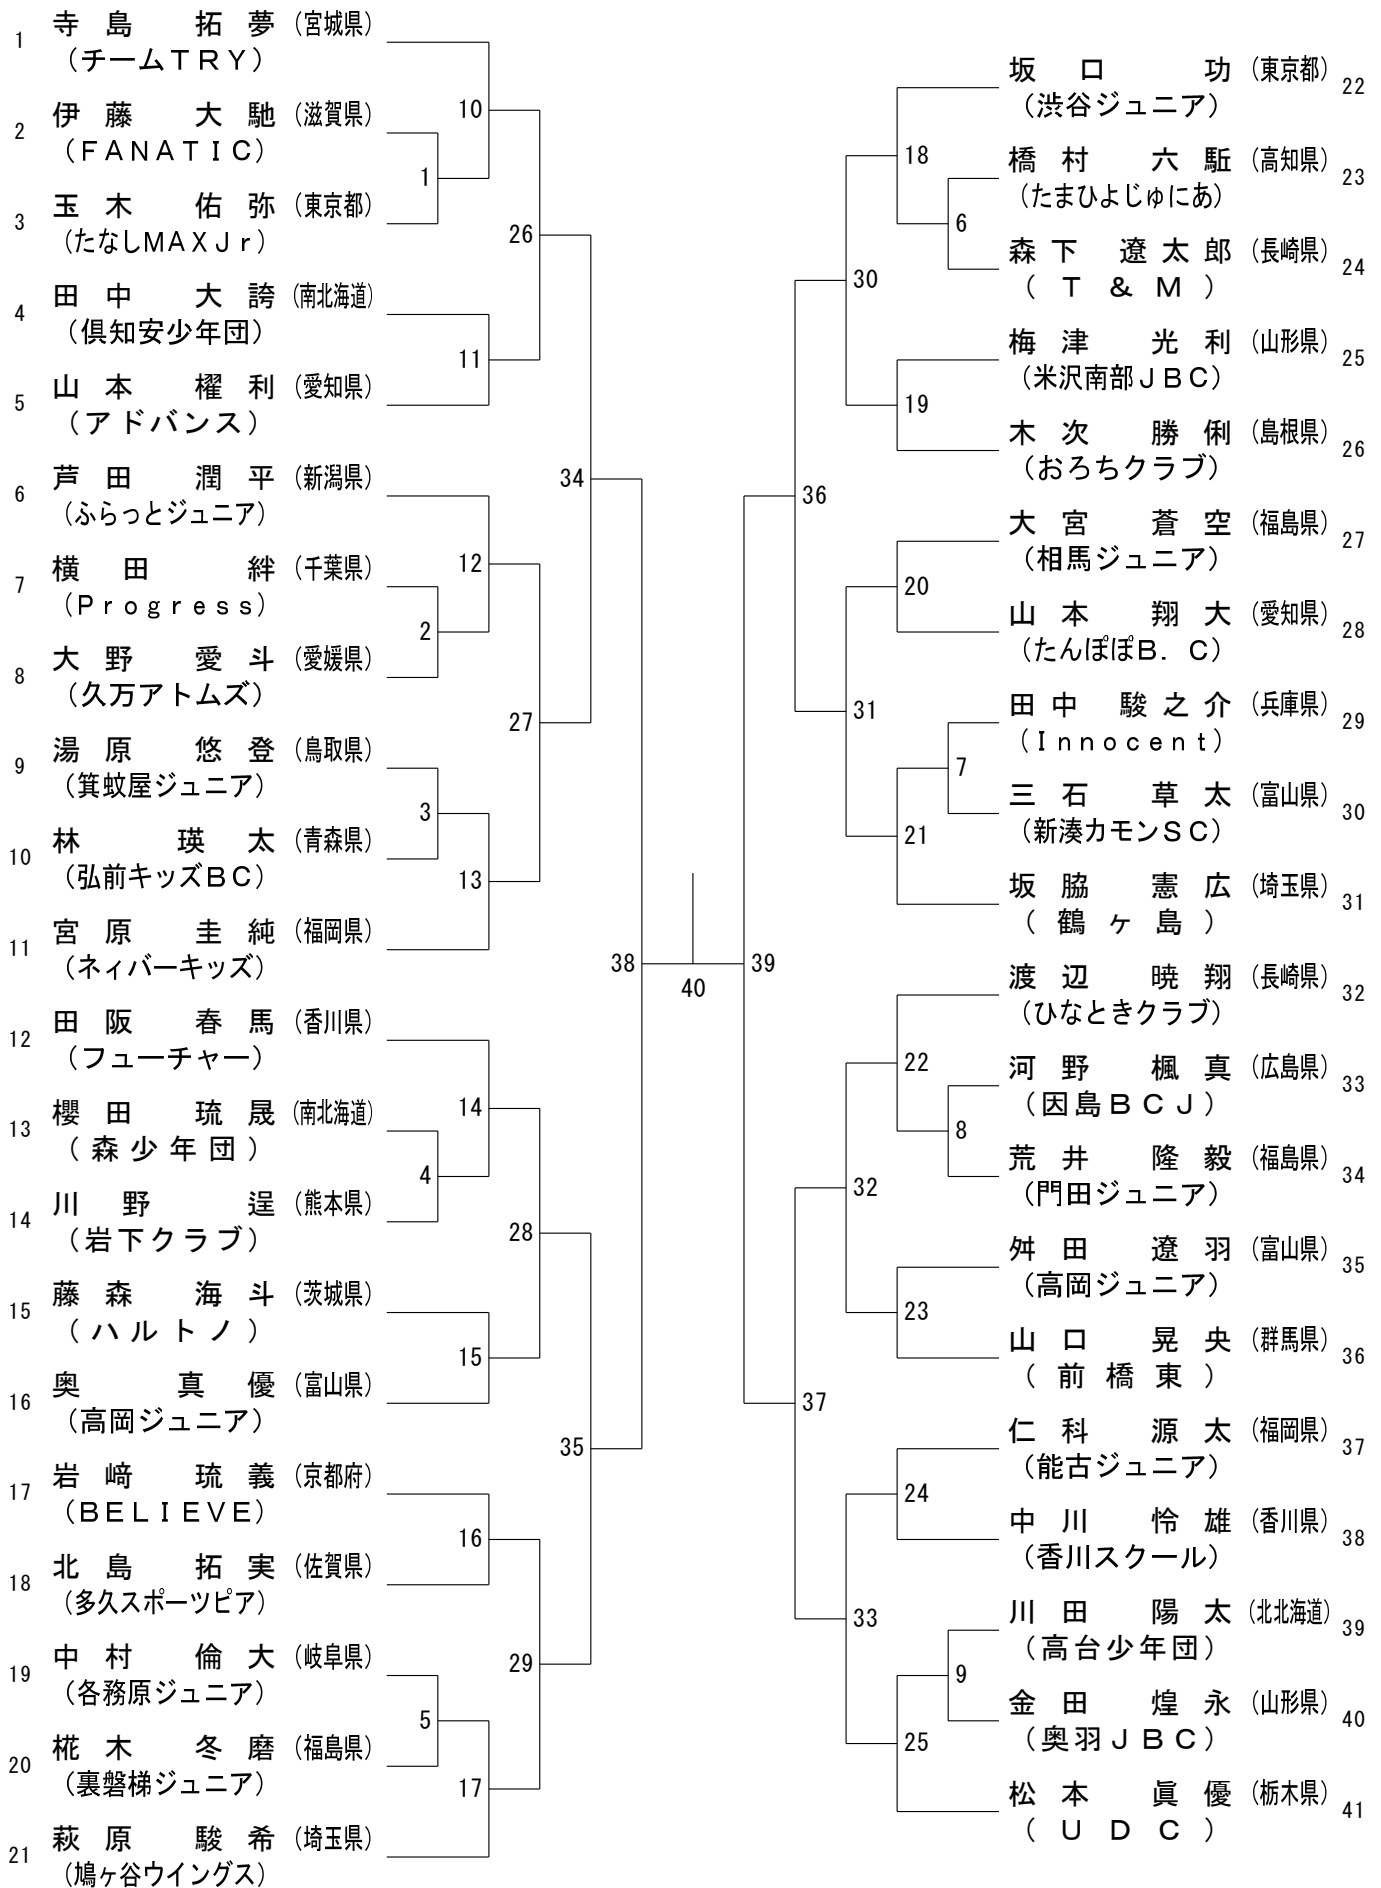 1 寺島 拓夢 (宮城県)
(チームTRY)
2 伊藤 大馳 (滋賀県)
(FANATIC)
3 玉木 佑弥 (東京都)
(たなしMAXJr)
4 田中 大誇 (南北海道)
(倶知安少年団)
5 山本 櫂利 (愛知県)
(アドバンス)
6 芦田 潤平 (新潟県)
(ふらっとジュニア)
7 横田 絆 (千葉県)
(Progress)
8 大野 愛斗 (愛媛県)
(久万アトムズ)
9 湯原 悠登 (鳥取県)
(箕蚊屋ジュニア)
10 林 瑛太 (青森県)
(弘前キッズBC)
11 宮原 圭純 (福岡県)
(ネィバーキッズ)
12 田阪 春馬 (香川県)
(フューチャー)
13 櫻田 琉晟 (南北海道)
(森少年団)
14 川野 逞 (熊本県)
(岩下クラブ)
15 藤森 海斗 (茨城県)
(ハルトノ)
16 奥 真優 (富山県)
(高岡ジュニア)
17 岩﨑 琉義 (京都府)
(BELIEVE)
18 北島 拓実 (佐賀県)
(多久スポーツピア)
19 中村 倫大 (岐阜県)
(各務原ジュニア)
20 椛木 冬磨 (福島県)
(裏磐梯ジュニア)
21 萩原 駿希 (埼玉県)
(鳩ヶ谷ウイングス)
1
2
3
4
5
10
11
12
13
14
15
16
17
26
27
28
29
34
35
38
40
39
36
37
30
31
32
33
18
19
20
21
22
23
24
25
6
7
8
9
坂口 功 (東京都) 22
(渋谷ジュニア)
橋村 六 (高知県) 23
(たまひよじゅにあ)
森下 遼太郎 (長崎県) 24
(T&M)
梅津 光利 (山形県) 25
(米沢南部JBC)
木次 勝俐 (島根県) 26
(おろちクラブ)
大宮 蒼空 (福島県) 27
(相馬ジュニア)
山本 翔大 (愛知県) 28
(たんぽぽB.C)
田中 駿之介 (兵庫県) 29
(Innocent)
三石 草太 (富山県) 30
(新湊カモンSC)
坂脇 憲広 (埼玉県) 31
(鶴ヶ島)
渡辺 暁翔 (長崎県) 32
(ひなときクラブ)
河野 楓真 (広島県) 33
(因島BCJ)
荒井 隆毅 (福島県) 34
(門田ジュニア)
舛田 遼羽 (富山県) 35
(高岡ジュニア)
山口 晃央 (群馬県) 36
(前橋東)
仁科 源太 (福岡県) 37
(能古ジュニア)
中川 怜雄 (香川県) 38
(香川スクール)
川田 陽太 (北北海道) 39
(高台少年団)
金田 煌永 (山形県) 40
(奥羽JBC)
松本 眞優 (栃木県) 41
(UDC)